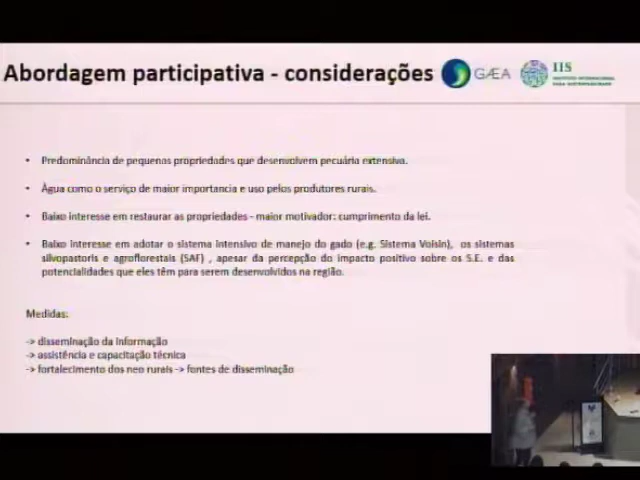 Abordagem participativa - considerações
GÆA
IIS
INSTITUTO INTERNACIONAL
PARA SUSTENTABILIDADE
• Predominância de pequenas propriedades que desenvolvem pecuária extensiva.
• Água como o serviço de maior importancia e uso pelos produtores rurais.
• Baixo interesse em restaurar as propriedades - maior motivador: cumprimento da lei.
• Baixo interesse em adotar o sistema intensivo de manejo do gado (e.g. Sistema Voisin), os sistemas
silvopastoris e agroflorestais (SAF) , apesar da percepção do impacto positivo sobre os S.E. e das
potencialidades que eles têm para serem desenvolvidos na região.
Medidas:
-> disseminação da informação
-> assistência e capacitação técnica
-> fortalecimento dos neo rurais -> fontes de disseminação